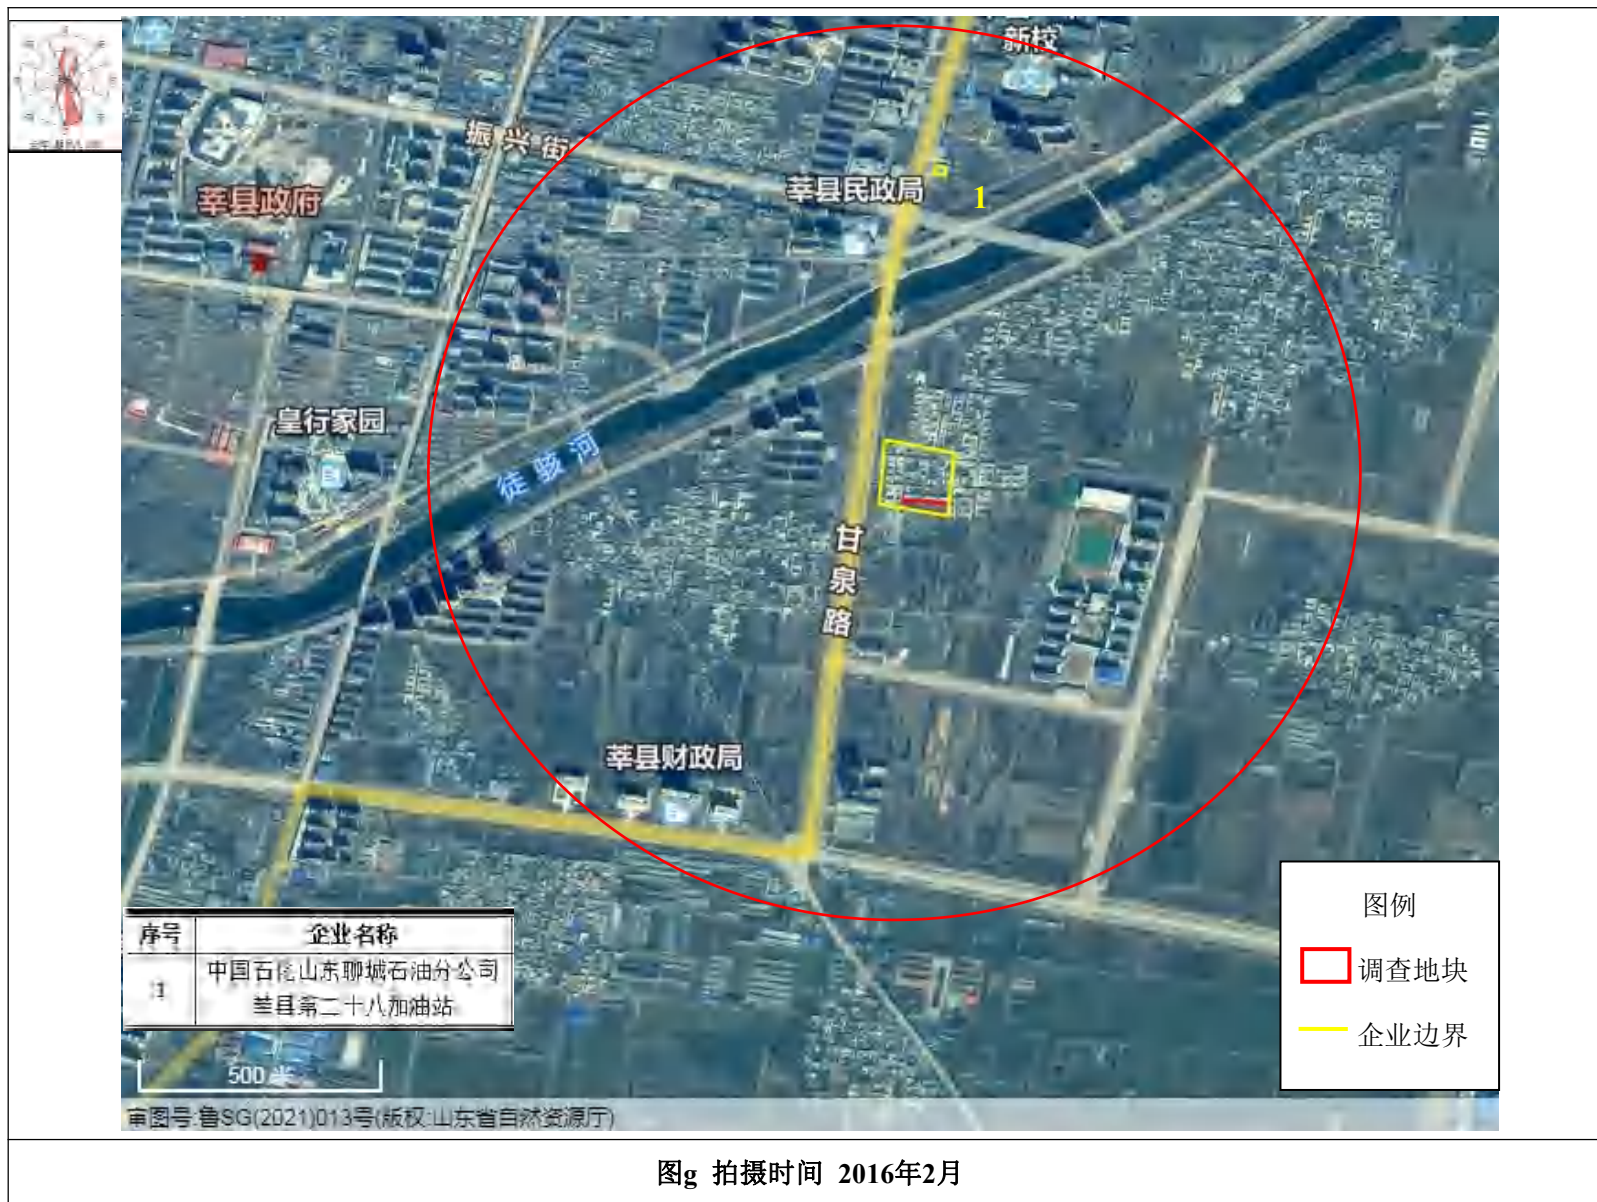 新校
振兴街
莘县民政局
1
莘县政府
皇行家园
徒骇河
甘泉路
莘县财政局
序号 企业名称
1 中国石化山东聊城石油分公司
莘县第二十八加油站
500 米
审图号:鲁SG(2021)013号(版权:山东省自然资源厅)
图例
调查地块
企业边界
图g 拍摄时间 2016年2月